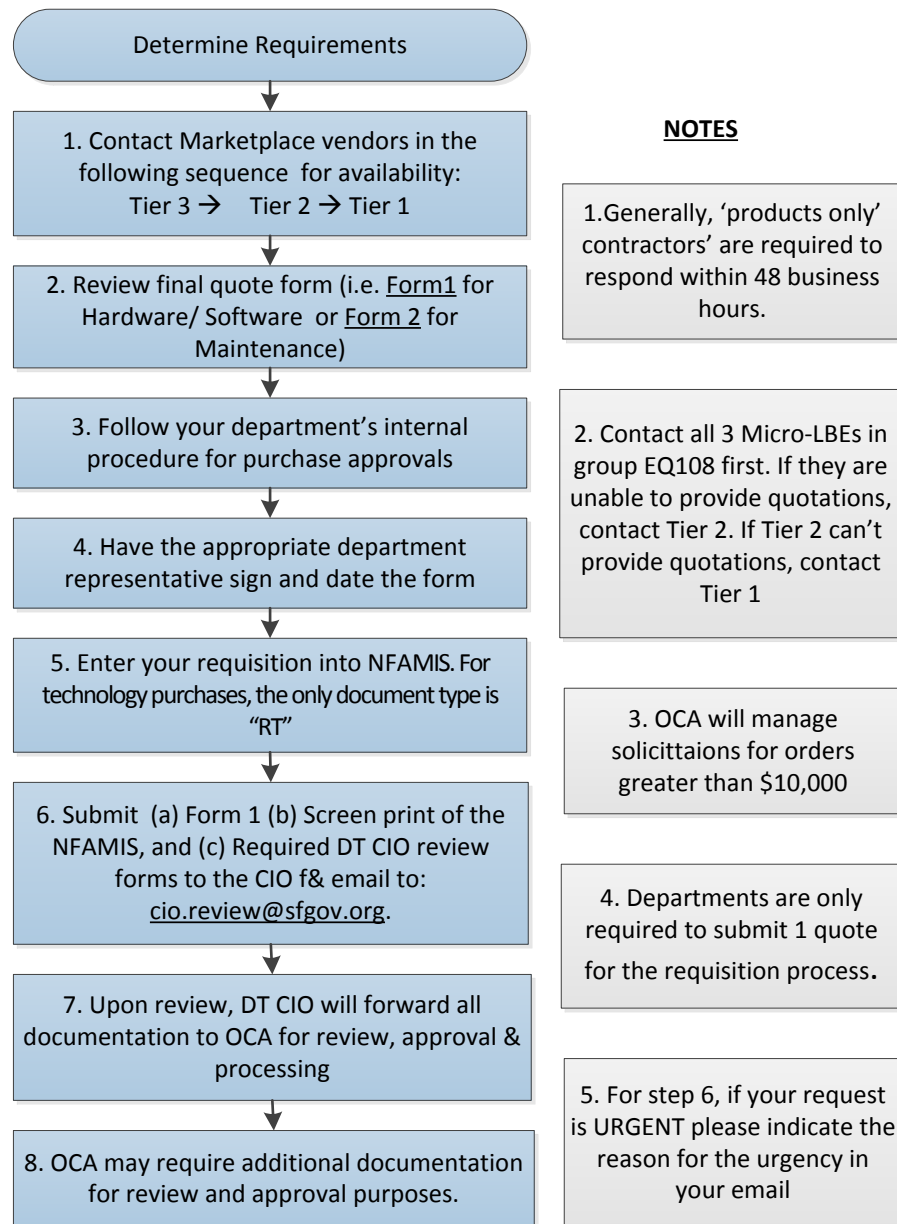 Determine Requirements
1. Contact Marketplace vendors in the
following sequence for availability:
Tier 3 → Tier 2 → Tier 1
2. Review final quote form (i.e. Form1 for
Hardware/ Software or Form 2 for
Maintenance)
3. Follow your department’s internal
procedure for purchase approvals
4. Have the appropriate department
representative sign and date the form
5. Enter your requisition into NFAMIS. For
technology purchases, the only document type is
“RT”
6. Submit (a) Form 1 (b) Screen print of the
NFAMIS, and (c) Required DT CIO review
forms to the CIO f& email to:
cio.review@sfgov.org.
7. Upon review, DT CIO will forward all
documentation to OCA for review, approval &
processing
8. OCA may require additional documentation
for review and approval purposes.
NOTES
1.Generally, ‘products only’
contractors’ are required to
respond within 48 business
hours.
2. Contact all 3 Micro-LBEs in
group EQ108 first. If they are
unable to provide quotations,
contact Tier 2. If Tier 2 can’t
provide quotations, contact
Tier 1
3. OCA will manage
solicittaions for orders
greater than $10,000
4. Departments are only
required to submit 1 quote
for the requisition process.
5. For step 6, if your request
is URGENT please indicate the
reason for the urgency in
your email